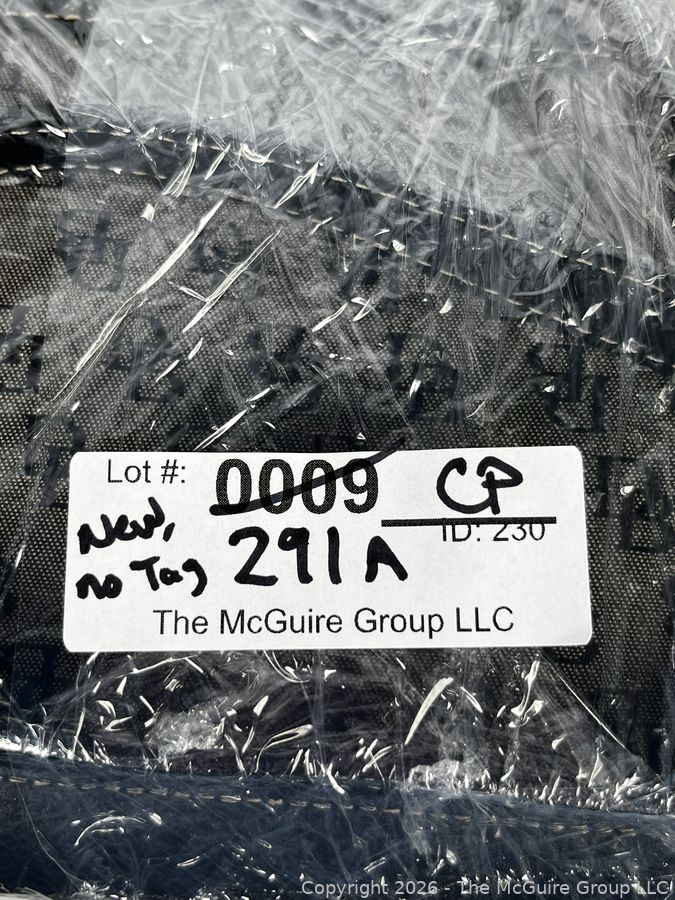 Lot #: 0009 CP
New, ID: 230
no Tag 291A
The McGuire Group LLC
Copyright 2026 - The McGuire Group LLC